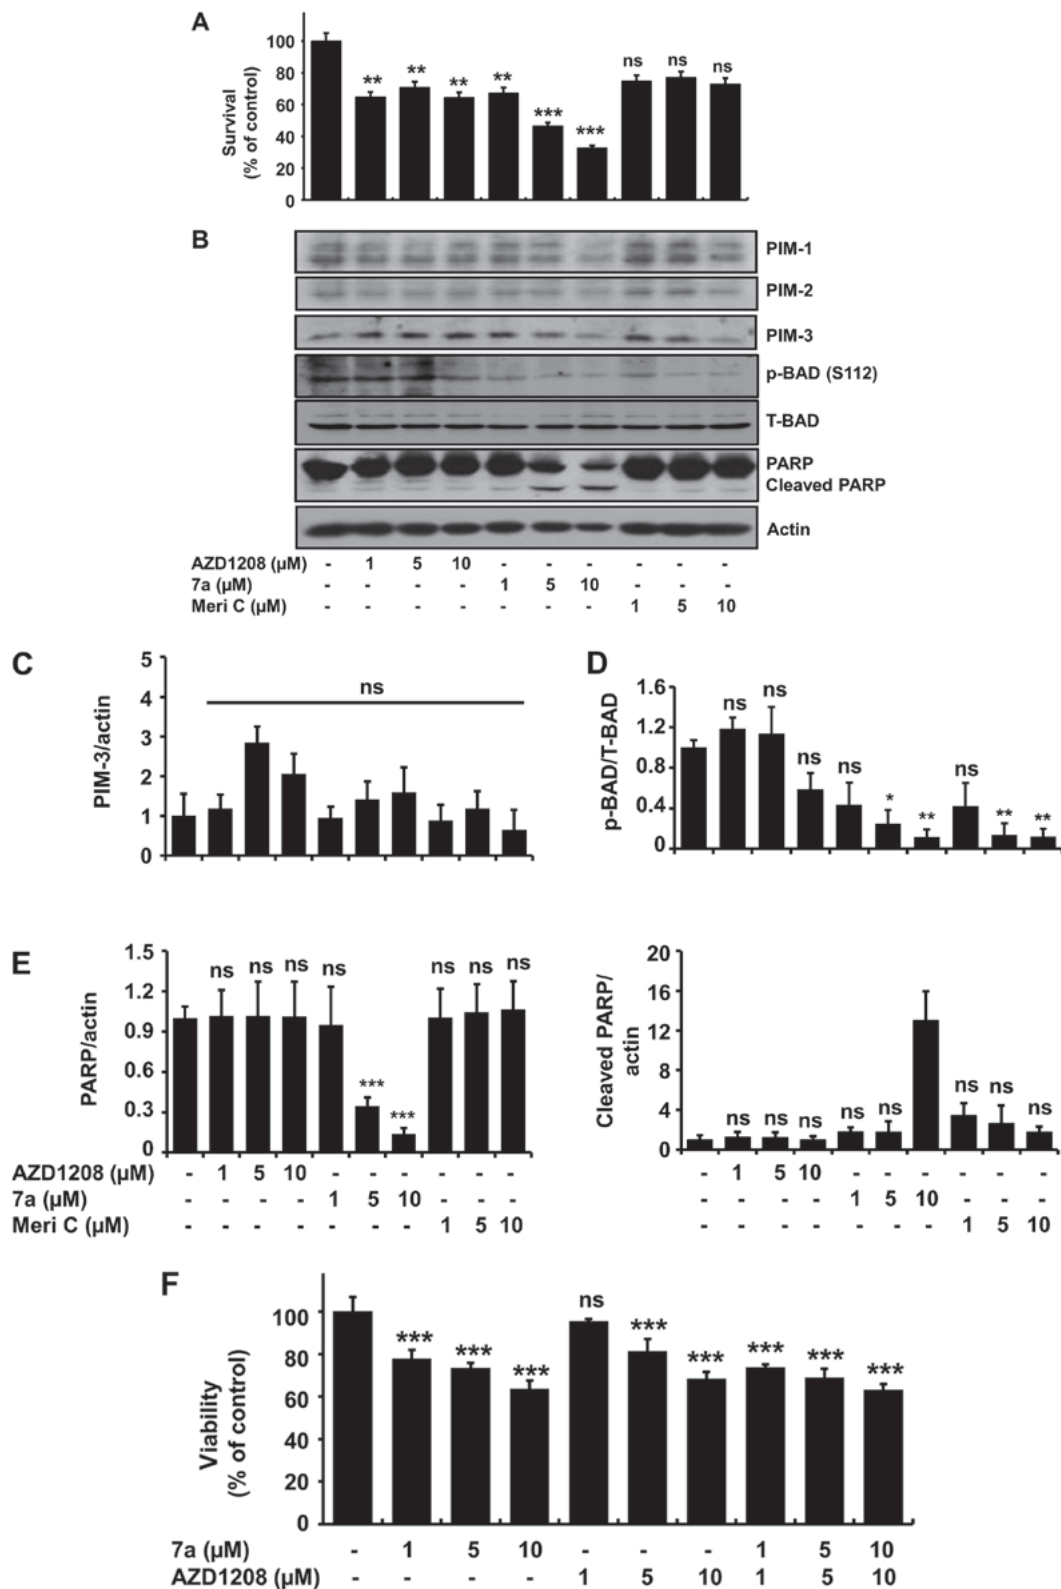 A
Survival
(% of control)
100
80
60
40
20
0
** ** ** ** *** *** ns ns ns
B
PIM-1
PIM-2
PIM-3
p-BAD (S112)
T-BAD
PARP
Cleaved PARP
Actin
AZD1208 (µM) - 1 5 10 - - - - - -
7a (µM) - - - - 1 5 10 - - -
Meri C (µM) - - - - - - - 1 5 10
C
PIM-3/actin
5
4
3
2
1
0
ns
D
p-BAD/T-BAD
1.6
1.2
0.8
0.4
0
ns ns ns ns * ** ns ** **
E
PARP/actin
1.5
1.2
0.9
0.6
0.3
0
ns ns ns ns *** *** ns ns ns
Cleaved PARP/
actin
20
16
12
8
4
0
ns ns ns ns ns ns ns ns
AZD1208 (µM) - 1 5 10 - - - - - - - 1 5 10 - - - - - -
7a (µM) - - - - 1 5 10 - - - - - - - 1 5 10 - - -
Meri C (µM) - - - - - - - 1 5 10 - - - - - - - 1 5 10
F
Viability
(% of control)
100
80
60
40
20
0
*** *** *** ns *** *** *** *** ***
7a (µM) - 1 5 10 - - - 1 5 10
AZD1208 (µM) - - - - 1 5 10 1 5 10